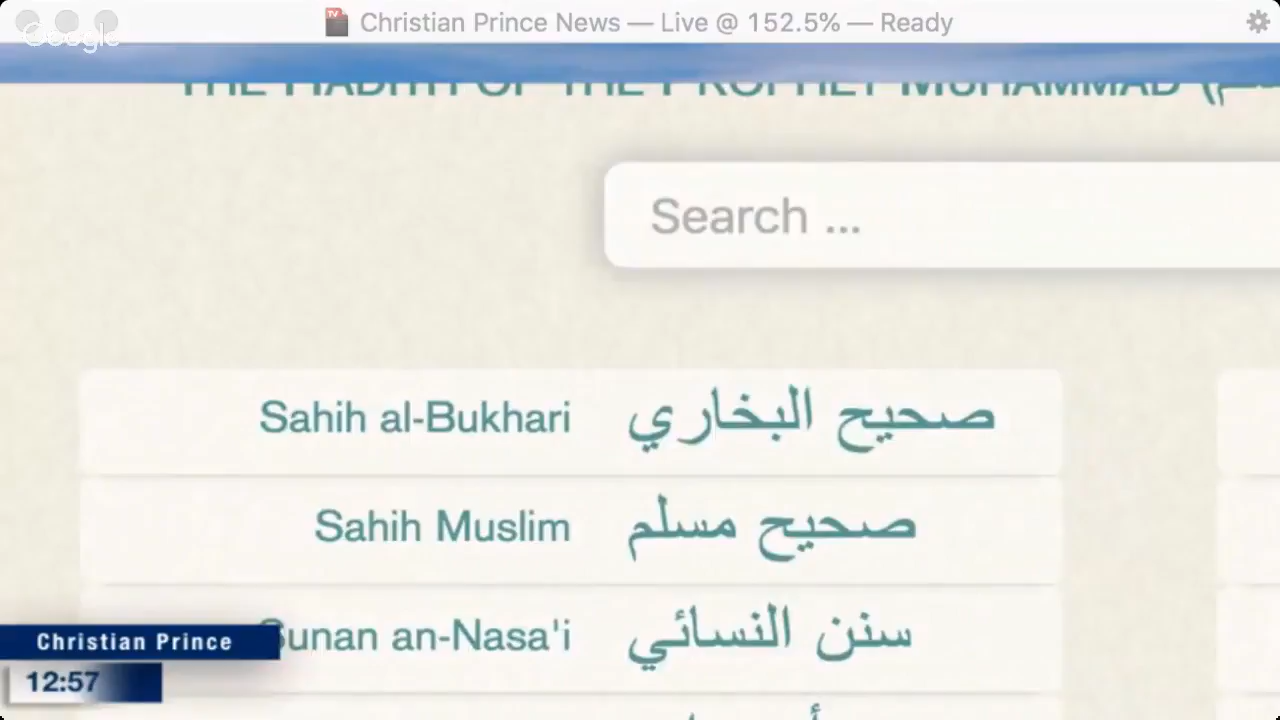 Google
Christian Prince News — Live @ 152.5% — Ready
THE HADITH OF THE PROPHET MUHAMMAD
Search ...
Sahih al-Bukhari صحيح البخاري
Sahih Muslim صحيح مسلم
Sunan an-Nasa'i سنن النسائي
Christian Prince
12:57